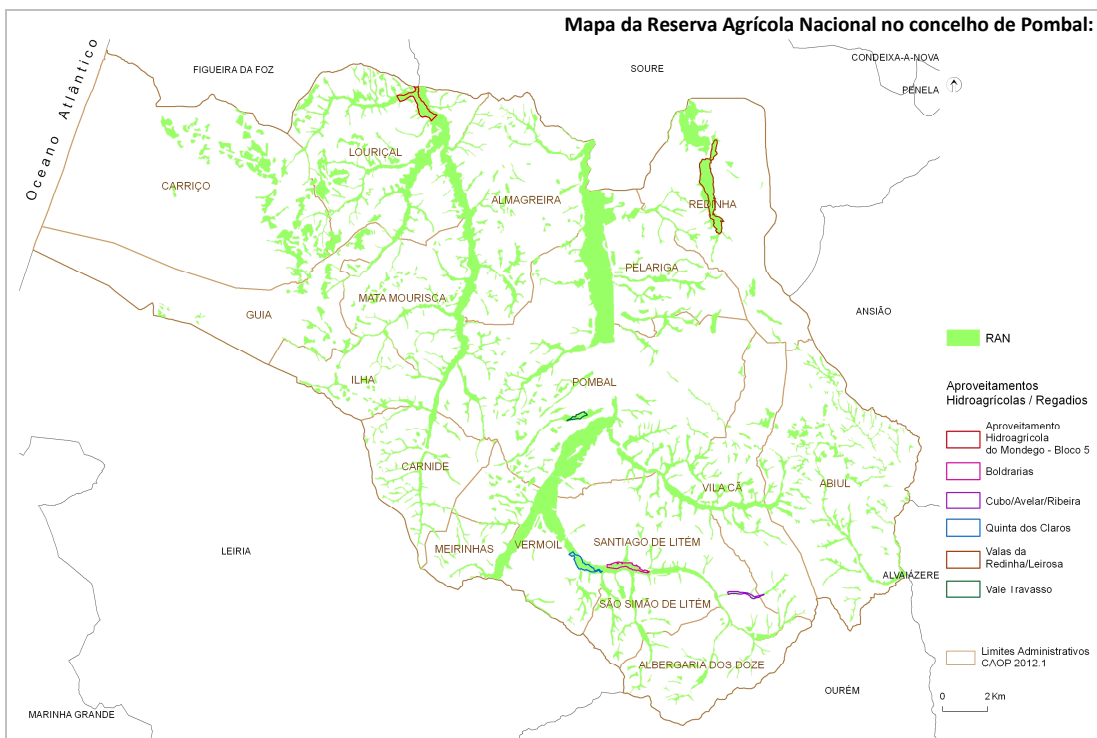 Mapa da Reserva Agrícola Nacional no concelho de Pombal:
Oceano Atlântico
FIGUEIRA DA FOZ
SOURE
CONDEIXA-A-NOVA
PENELA
LOURIÇAL
CARRIÇO
ALMAGREIRA
REDINHA
PELARIGA
MATA MOURISCA
GUIA
ANSIÃO
ILHA
POMBAL
CARNIDE
VILA CÃ
ABIUL
LEIRIA
MEIRINHAS
VERMOIL
SANTIAGO DE LITÉM
ALVAIÁZERE
SÃO SIMÃO DE LITÉM
ALBERGARIA DOS DOZE
OURÉM
MARINHA GRANDE
RAN
Aproveitamentos
Hidroagrícolas / Regadios
Aproveitamento
Hidroagrícola
do Mondego - Bloco 5
Boldrarias
Cubo/Avelar/Ribeira
Quinta dos Claros
Valas da
Redinha/Leirosa
Vale Travasso
Limites Administrativos
CAOP 2012.1
0 2 Km